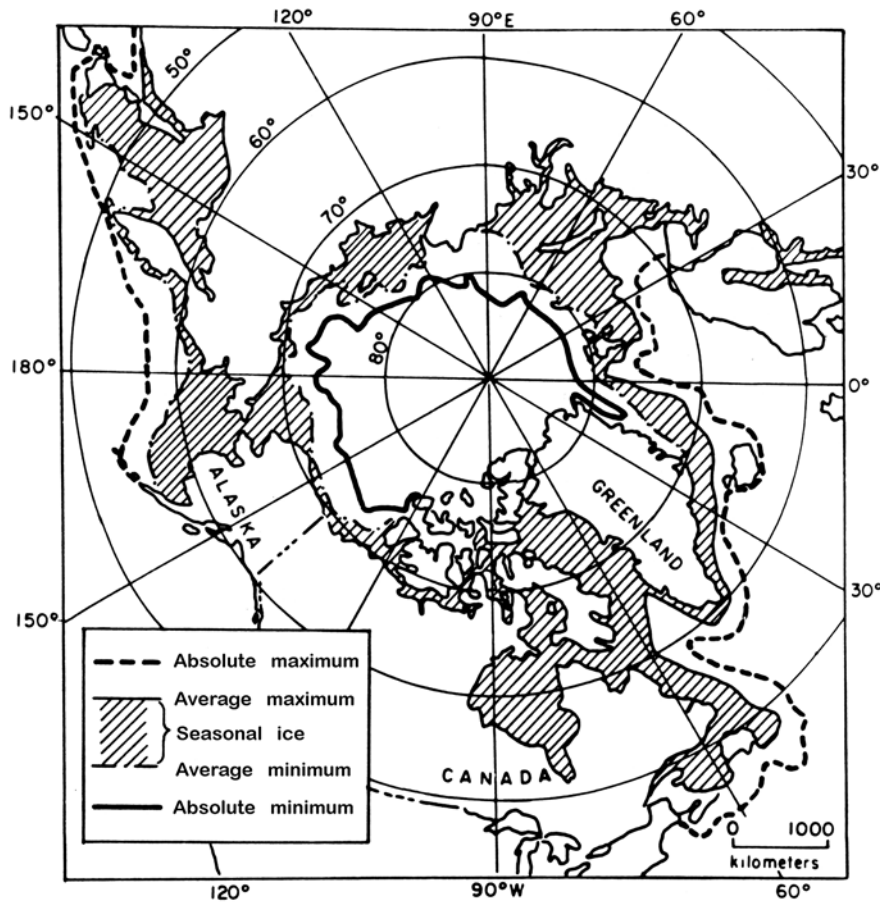 120°
90°E
60°
50°
150°
60°
30°
70°
80°
180°
0°
ALASKA
GREENLAND
150°
30°
Absolute maximum
Average maximum
Seasonal ice
Average minimum
Absolute minimum
CANADA
0 1000
kilometers
120°
90°W
60°